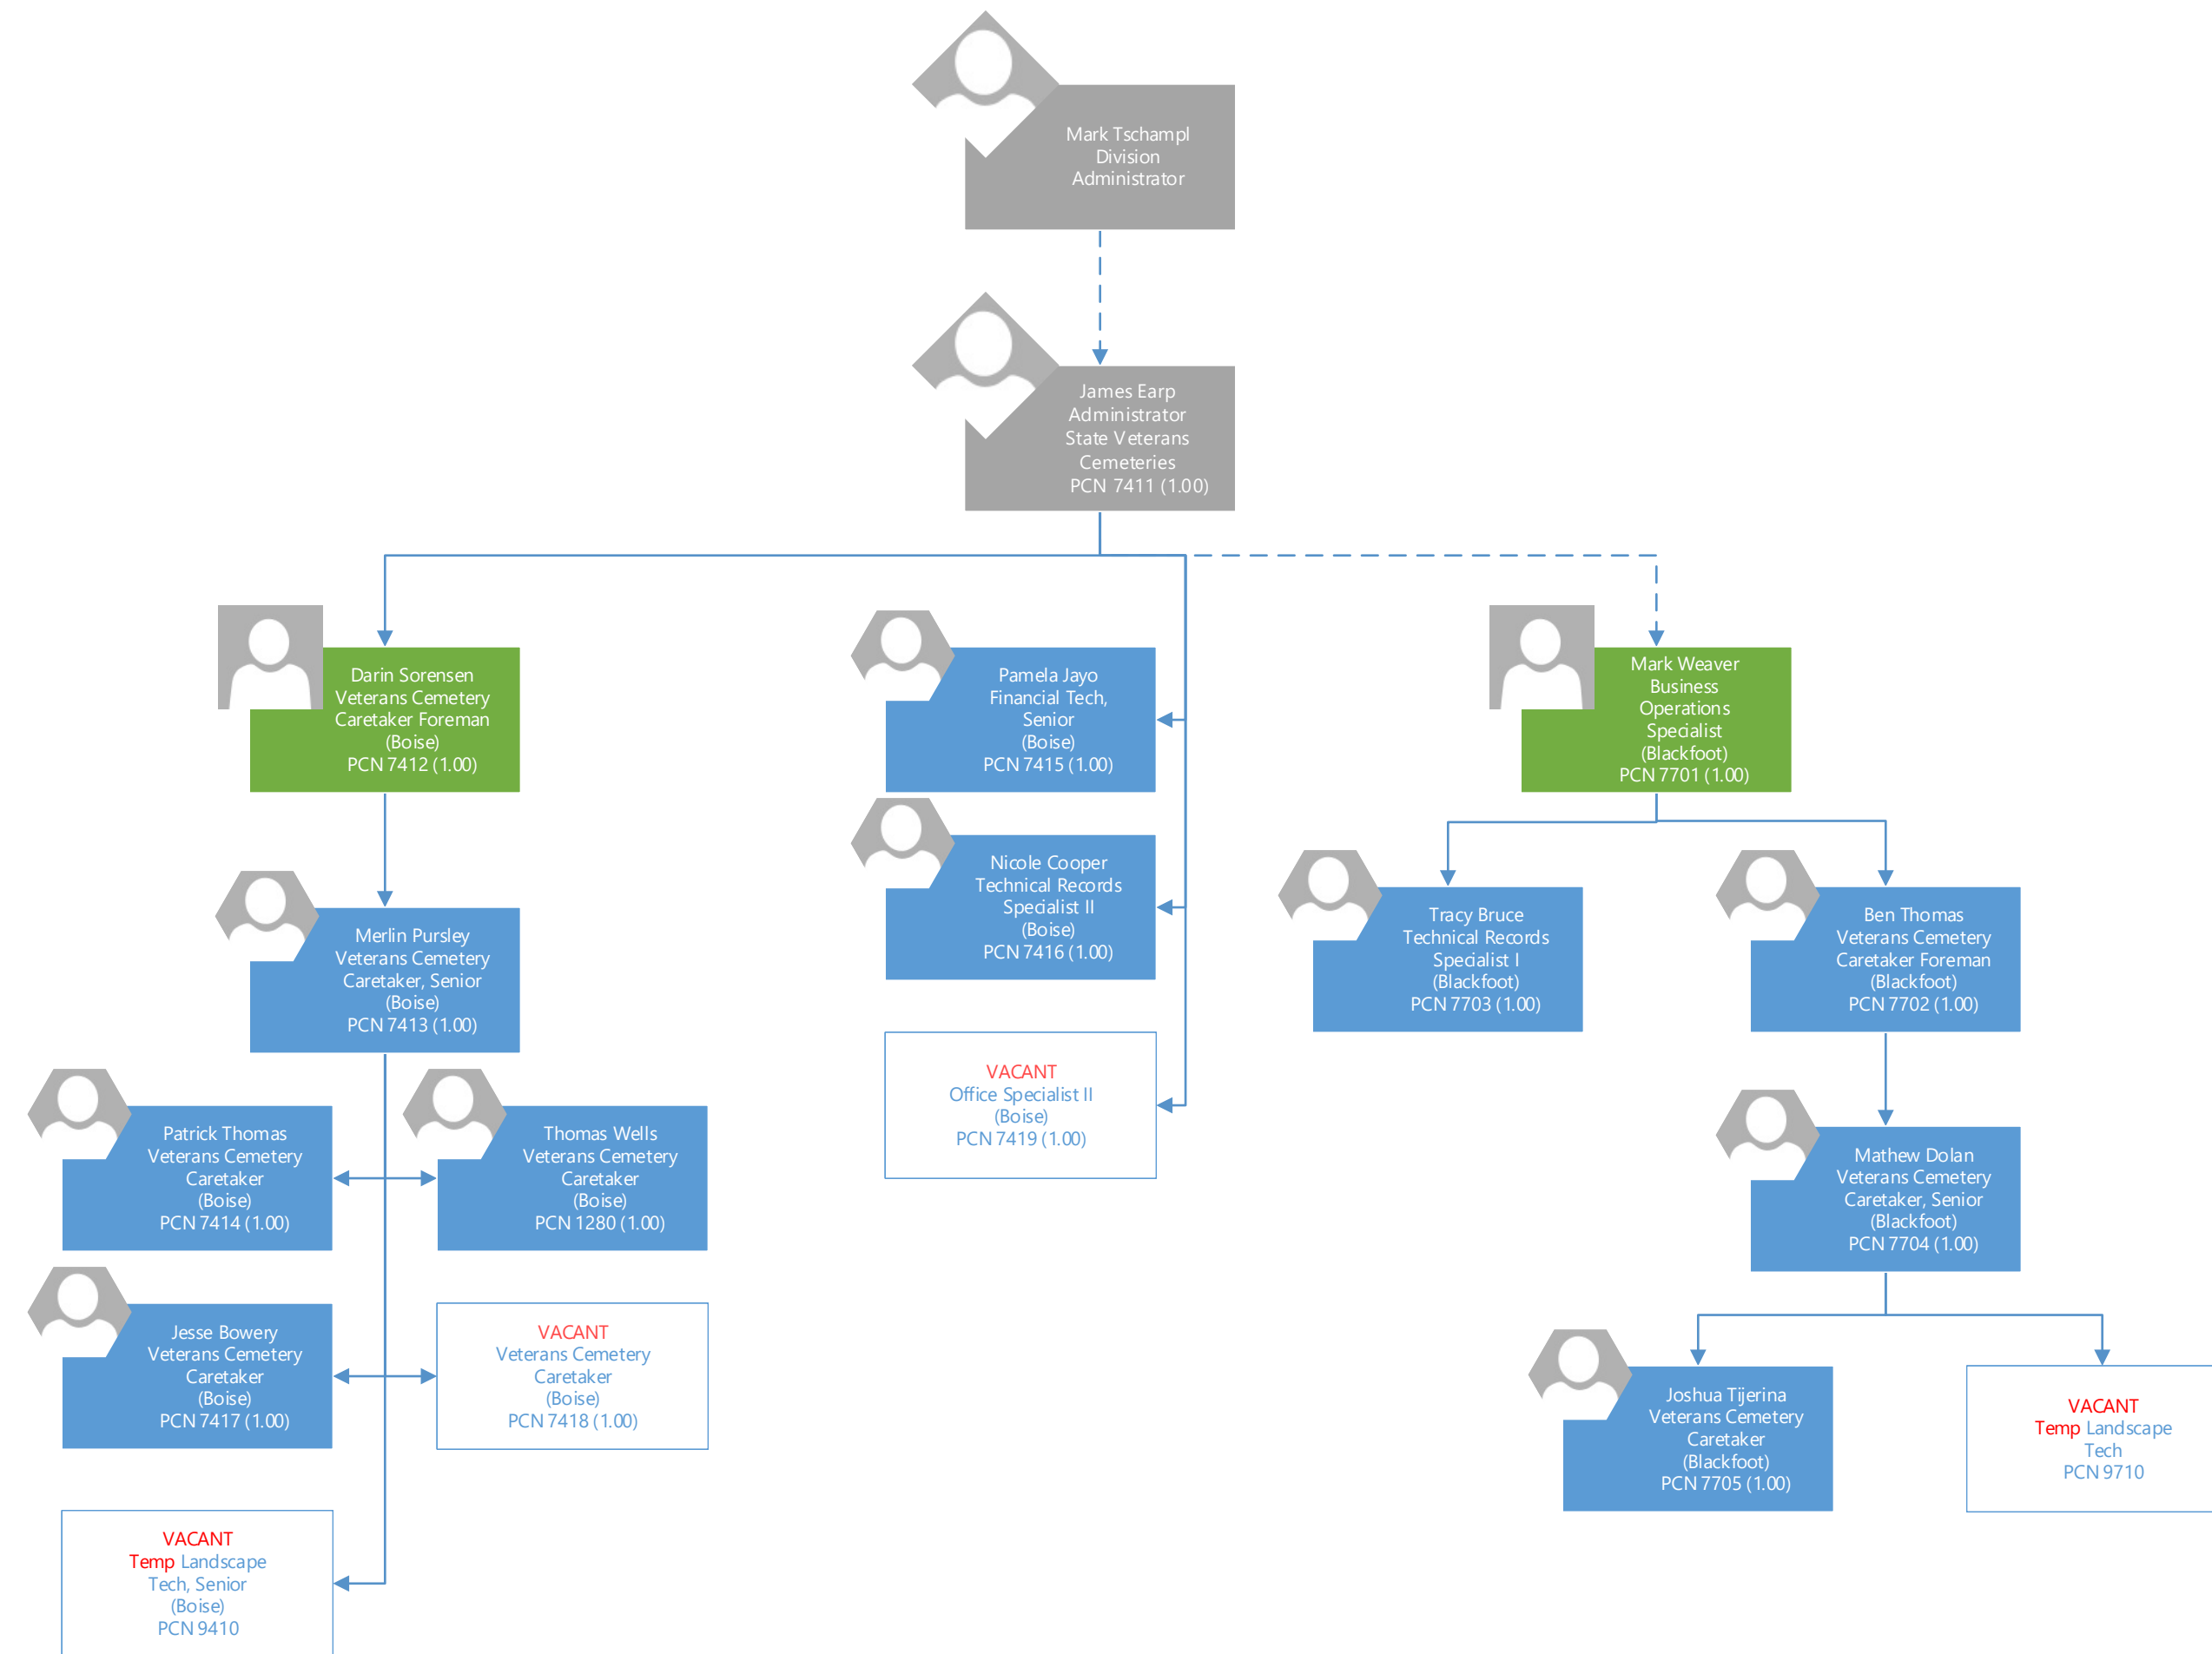 Mark Tschampl
Division
Administrator
James Earp
Administrator
State Veterans
Cemeteries
PCN 7411 (1.00)
Darin Sorensen
Veterans Cemetery
Caretaker Foreman
(Boise)
PCN 7412 (1.00)
Pamela Jayo
Financial Tech,
Senior
(Boise)
PCN 7415 (1.00)
Mark Weaver
Business
Operations
Specialist
(Blackfoot)
PCN 7701 (1.00)
Nicole Cooper
Technical Records
Specialist II
(Boise)
PCN 7416 (1.00)
Merlin Pursley
Veterans Cemetery
Caretaker, Senior
(Boise)
PCN 7413 (1.00)
Tracy Bruce
Technical Records
Specialist I
(Blackfoot)
PCN 7703 (1.00)
Ben Thomas
Veterans Cemetery
Caretaker Foreman
(Blackfoot)
PCN 7702 (1.00)
VACANT
Office Specialist II
(Boise)
PCN 7419 (1.00)
Patrick Thomas
Veterans Cemetery
Caretaker
(Boise)
PCN 7414 (1.00)
Thomas Wells
Veterans Cemetery
Caretaker
(Boise)
PCN 1280 (1.00)
Mathew Dolan
Veterans Cemetery
Caretaker, Senior
(Blackfoot)
PCN 7704 (1.00)
Jesse Bowery
Veterans Cemetery
Caretaker
(Boise)
PCN 7417 (1.00)
VACANT
Veterans Cemetery
Caretaker
(Boise)
PCN 7418 (1.00)
Joshua Tijerina
Veterans Cemetery
Caretaker
(Blackfoot)
PCN 7705 (1.00)
VACANT
Temp Landscape
Tech
PCN 9710
VACANT
Temp Landscape
Tech, Senior
(Boise)
PCN 9410